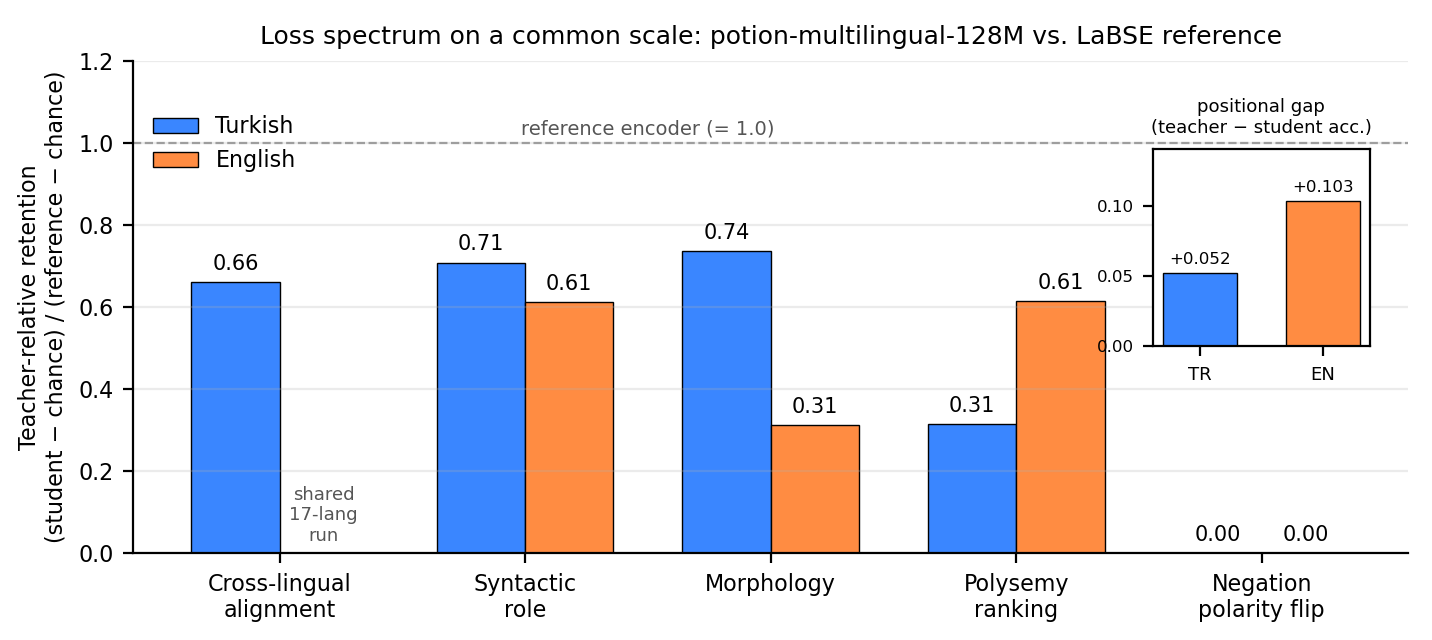 Loss spectrum on a common scale: potion-multilingual-128M vs. LaBSE reference
Teacher-relative retention
(student − chance) / (reference − chance)
1.2
1.0
0.8
0.6
0.4
0.2
0.0
Turkish
English
reference encoder (= 1.0)
0.66
shared
17-lang
run
0.71
0.61
0.74
0.31
0.31
0.61
0.00
0.00
Cross-lingual
alignment
Syntactic
role
Morphology
Polysemy
ranking
Negation
polarity flip
positional gap
(teacher − student acc.)
0.10
0.05
0.00
+0.052
+0.103
TR
EN